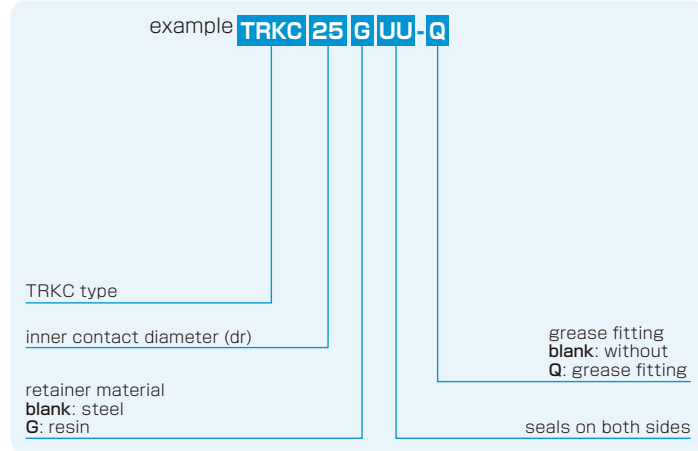 example TRKC 25 G UU - Q
TRKC type
inner contact diameter (dr)
retainer material
blank: steel
G: resin
grease fitting
blank: without
Q: grease fitting
seals on both sides